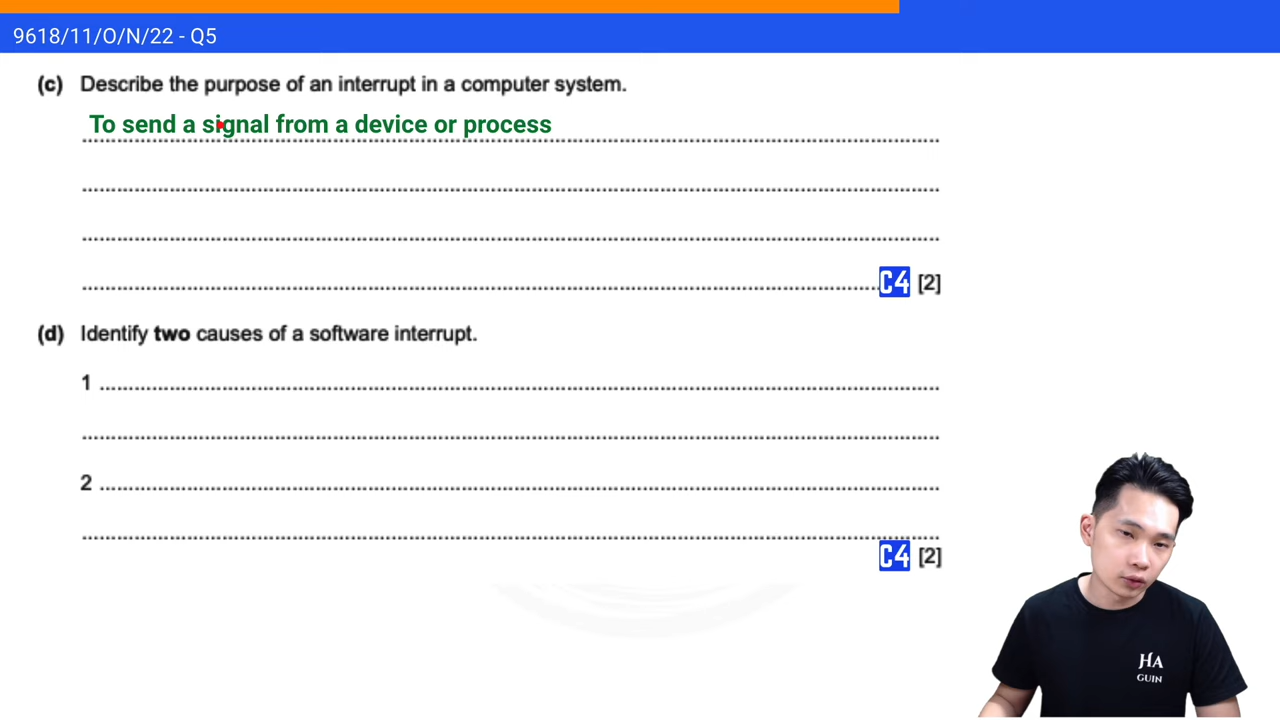 9618/11/O/N/22 - Q5
(c) Describe the purpose of an interrupt in a computer system.
To send a signal from a device or process
C4 [2]
(d) Identify two causes of a software interrupt.
1
2
C4 [2]
HA
GUIN